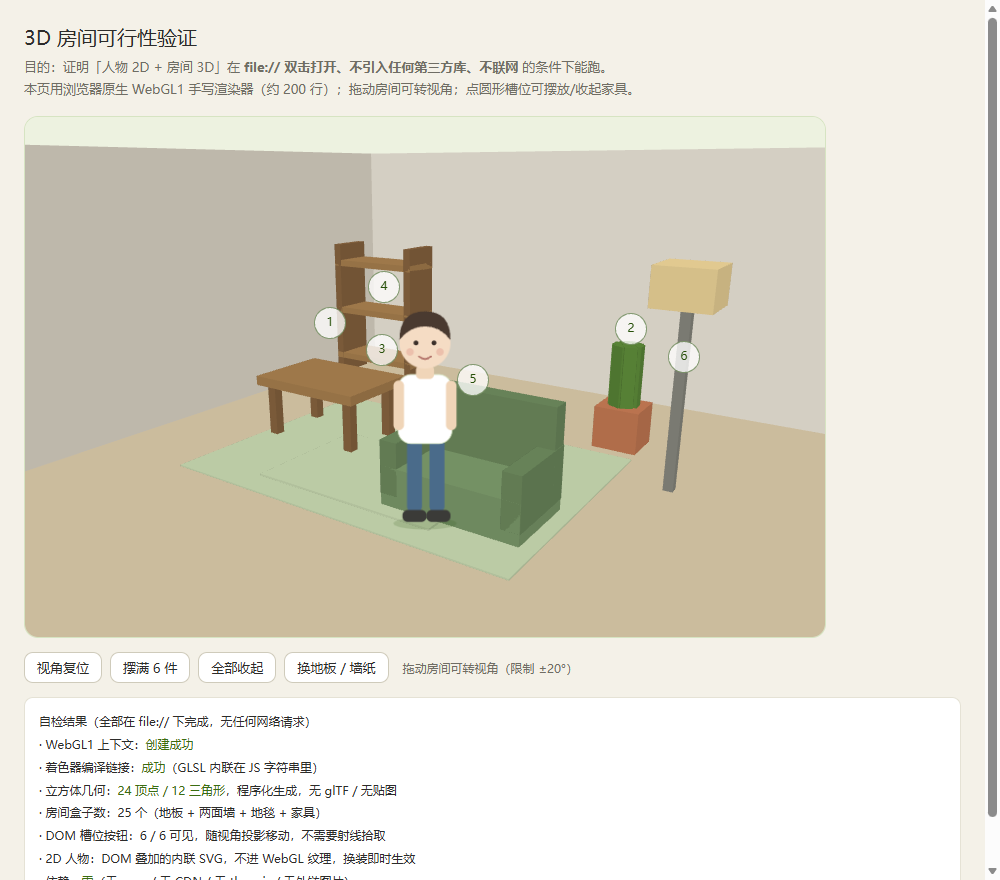 3D 房间可行性验证
目的：证明「人物 2D + 房间 3D」在 file:// 双击打开、不引入任何第三方库、不联网 的条件下能跑。
本页用浏览器原生 WebGL1 手写渲染器（约 200 行）；拖动房间可转视角；点圆形槽位可摆放/收起家具。
4
1
2
3
6
5
视角复位 摆满 6 件 全部收起 换地板 / 墙纸 拖动房间可转视角（限制 ±20°）
自检结果（全部在 file:// 下完成，无任何网络请求）
· WebGL1 上下文：创建成功
· 着色器编译链接：成功（GLSL 内联在 JS 字符串里）
· 立方体几何：24 顶点 / 12 三角形，程序化生成，无 glTF / 无贴图
· 房间盒子数：25 个（地板 + 两面墙 + 地毯 + 家具）
· DOM 槽位按钮：6 / 6 可见，随视角投影移动，不需要射线拾取
· 2D 人物：DOM 叠加的内联 SVG，不进 WebGL 纹理，换装即时生效